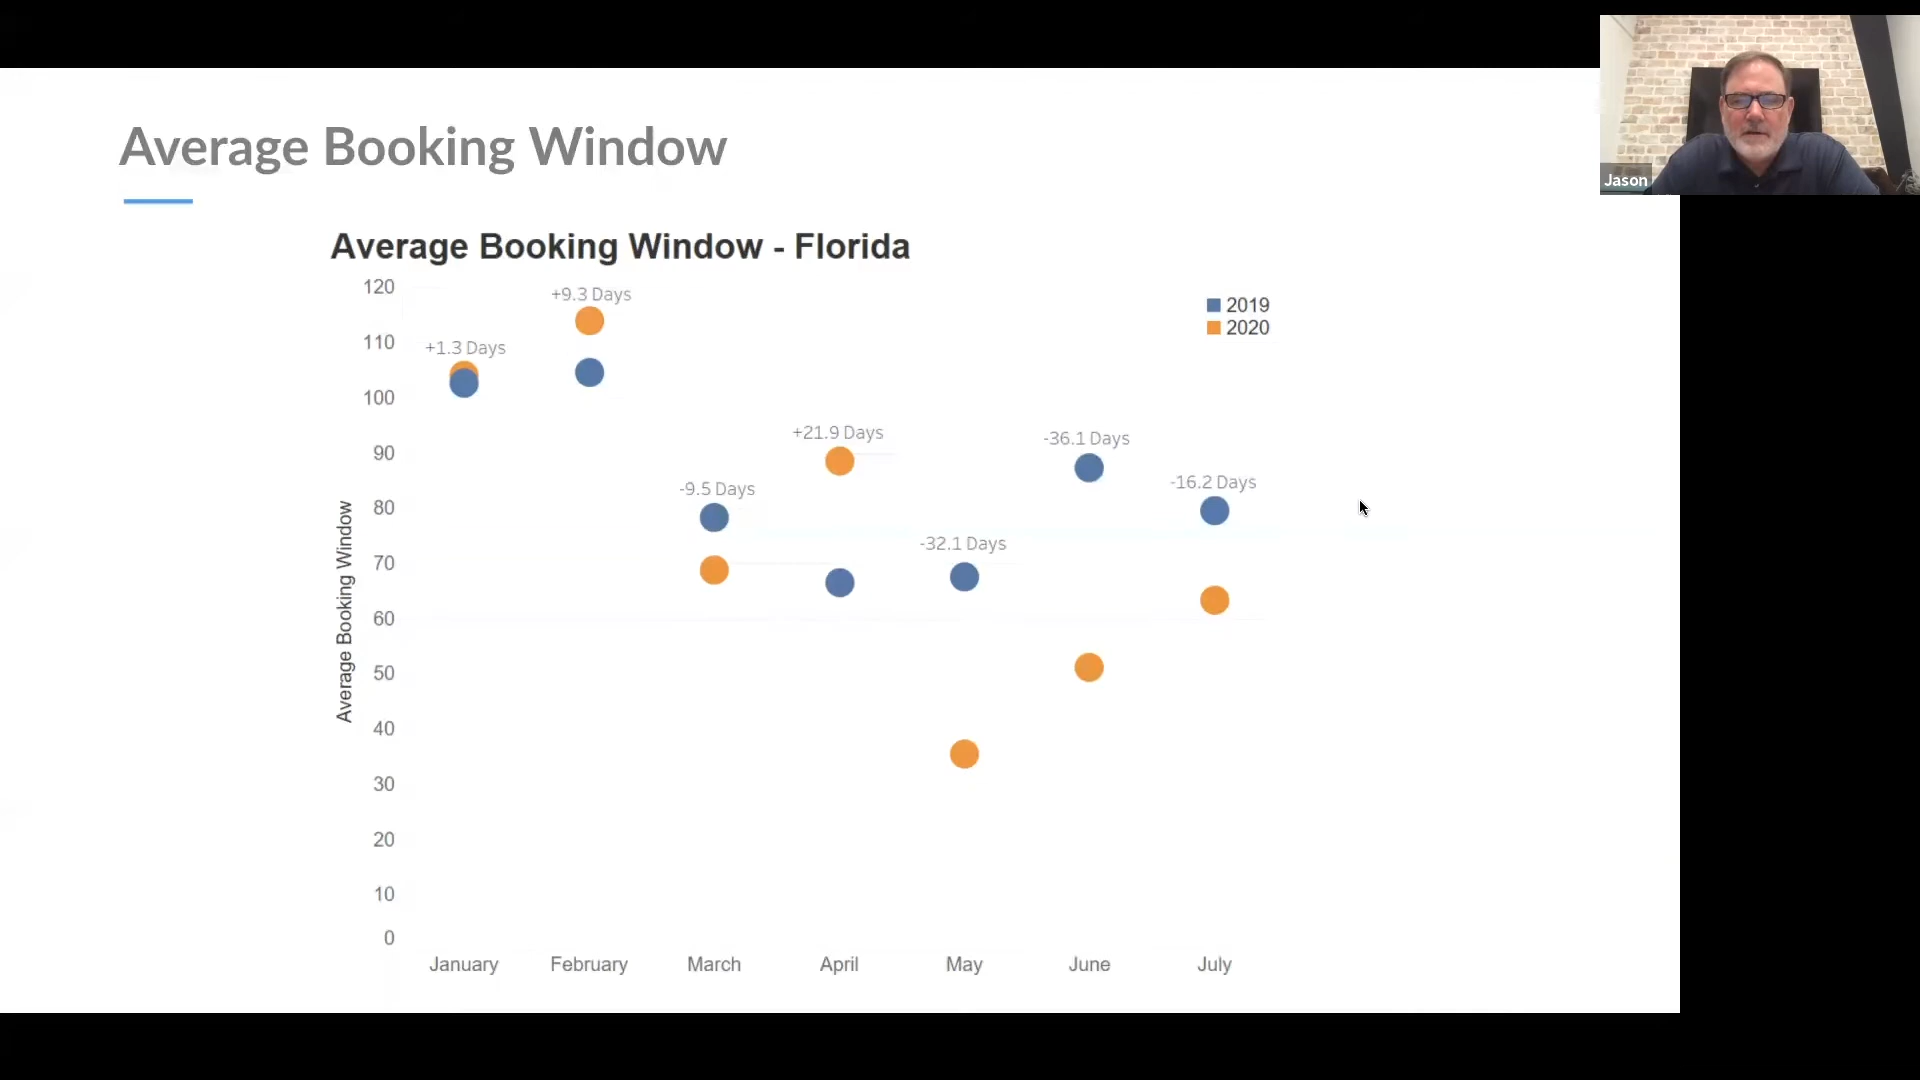 Jason
Average Booking Window
Average Booking Window - Florida
2019
2020
Average Booking Window
120
110
100
90
80
70
60
50
40
30
20
10
0
+1.3 Days
+9.3 Days
-9.5 Days
+21.9 Days
-32.1 Days
-36.1 Days
-16.2 Days
January February March April May June July